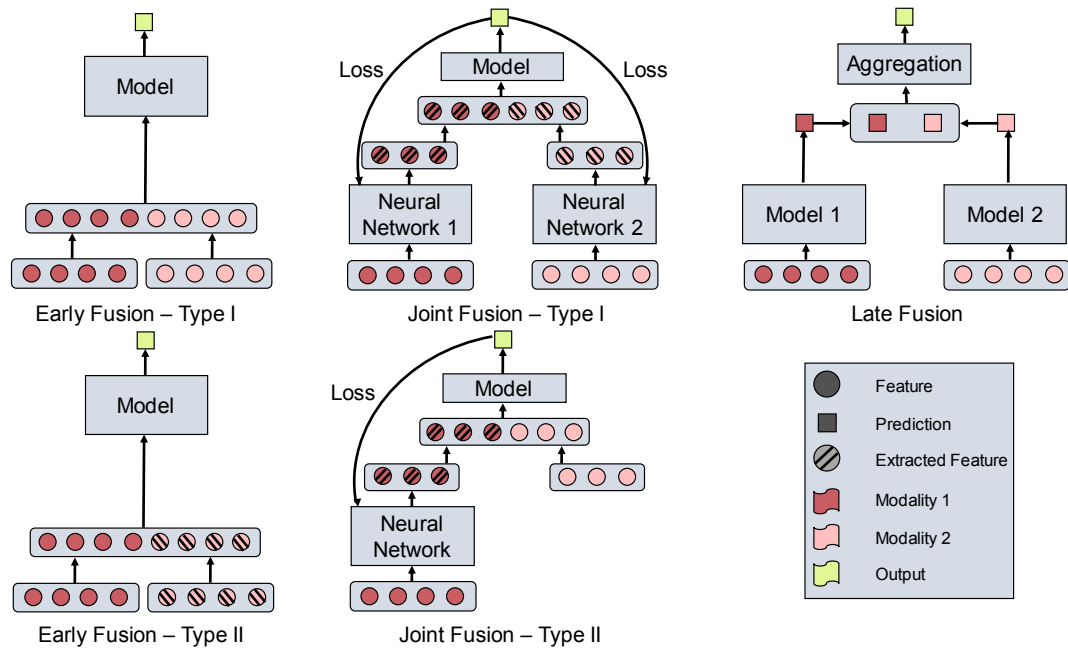 Model
Early Fusion – Type I
Loss
Model
Loss
Neural
Network 1
Neural
Network 2
Joint Fusion – Type I
Aggregation
Model 1
Model 2
Late Fusion
Model
Early Fusion – Type II
Loss
Model
Neural
Network
Joint Fusion – Type II
Feature
Prediction
Extracted Feature
Modality 1
Modality 2
Output